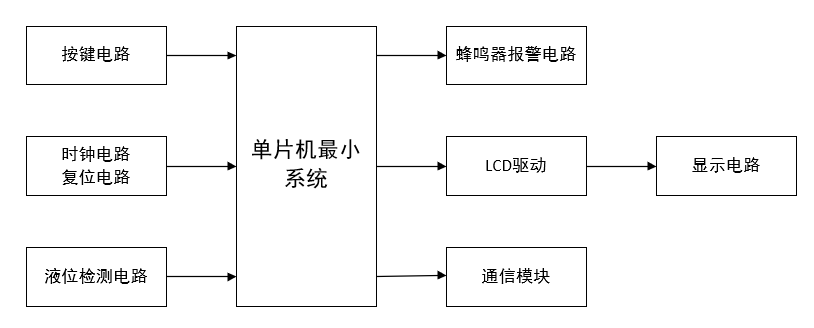 按键电路
蜂鸣器报警电路
单片机最小
系统
时钟电路
复位电路
LCD驱动
显示电路
液位检测电路
通信模块